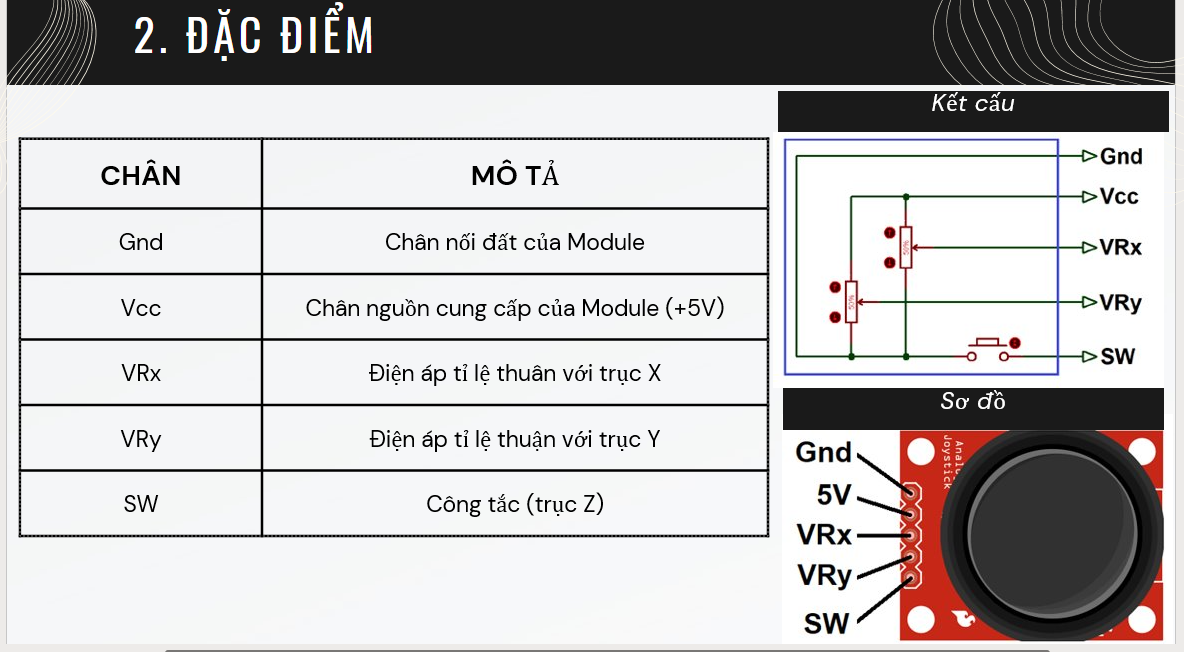 2. ĐẶC ĐIỂM
CHÂN MÔ TẢ
Gnd Chân nối đất của Module
Vcc Chân nguồn cung cấp của Module (+5V)
VRx Điện áp tỉ lệ thuân với trục X
VRy Điện áp tỉ lệ thuận với trục Y
SW Công tắc (trục Z)
Kết cấu
Gnd
Vcc
VRx
VRy
SW
50%
50%
Sơ đồ
Gnd
5V
VRx
VRy
SW
Joystick